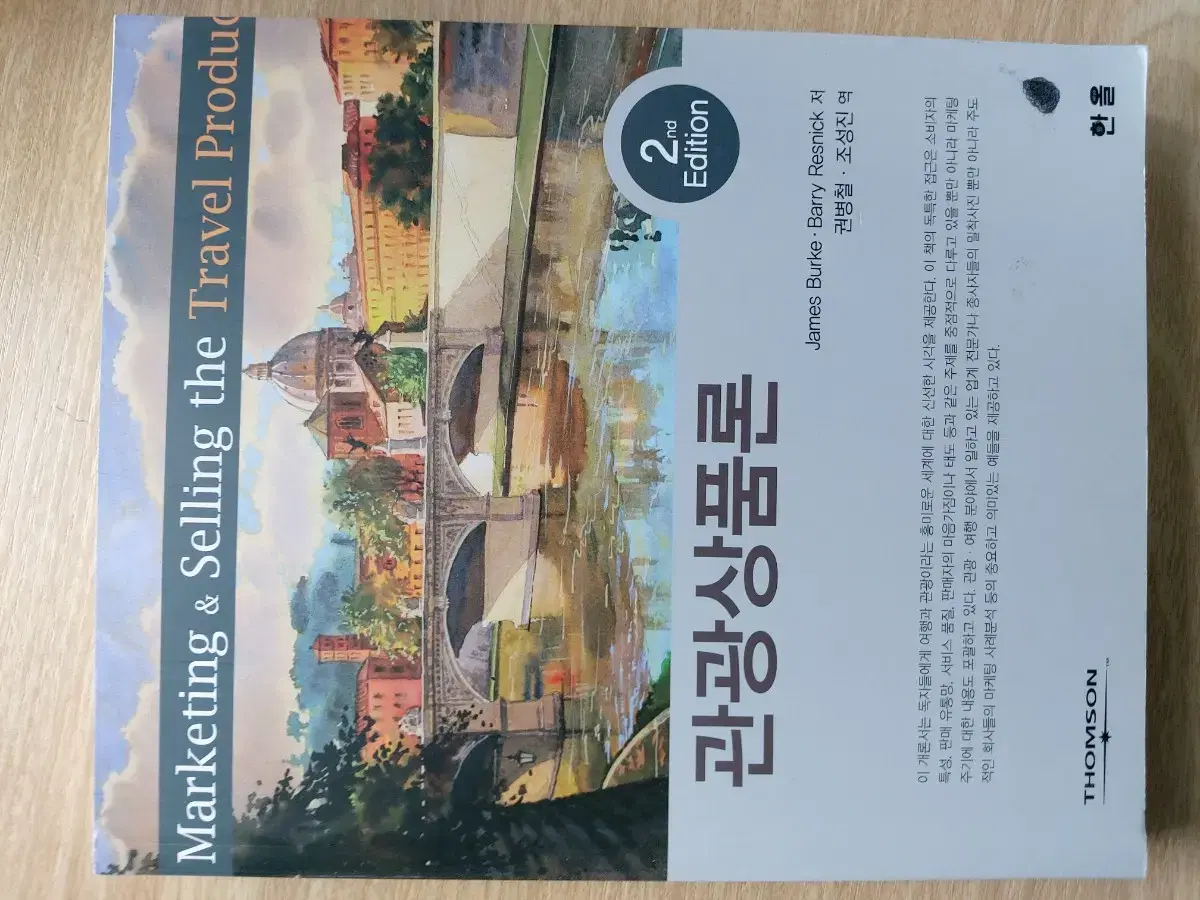 Marketing & Selling the Travel Produc
2nd
Edition
관광상품론
James Burke · Barry Resnick 저
권병철 · 조성진 역
이 개론서는 독자들에게 여행과 관광이라는 흥미로운 세계에 대한 신선한 시각을 제공한다. 이 책의 독특한 접근은 소비자의
특성, 판매 유통망, 서비스 품질, 판매자의 마음가짐이나 태도 등과 같은 주제를 중점적으로 다루고 있을 뿐만 아니라 마케팅
주기에 대한 내용도 포괄하고 있다. 관광 · 여행 분야에서 일하고 있는 업계 전문가나 종사자들의 밀착사진 뿐만 아니라 주도
적인 회사들의 마케팅 사례분석 등의 중요하고 의미있는 예들을 제공하고 있다.
THOMSON
한올